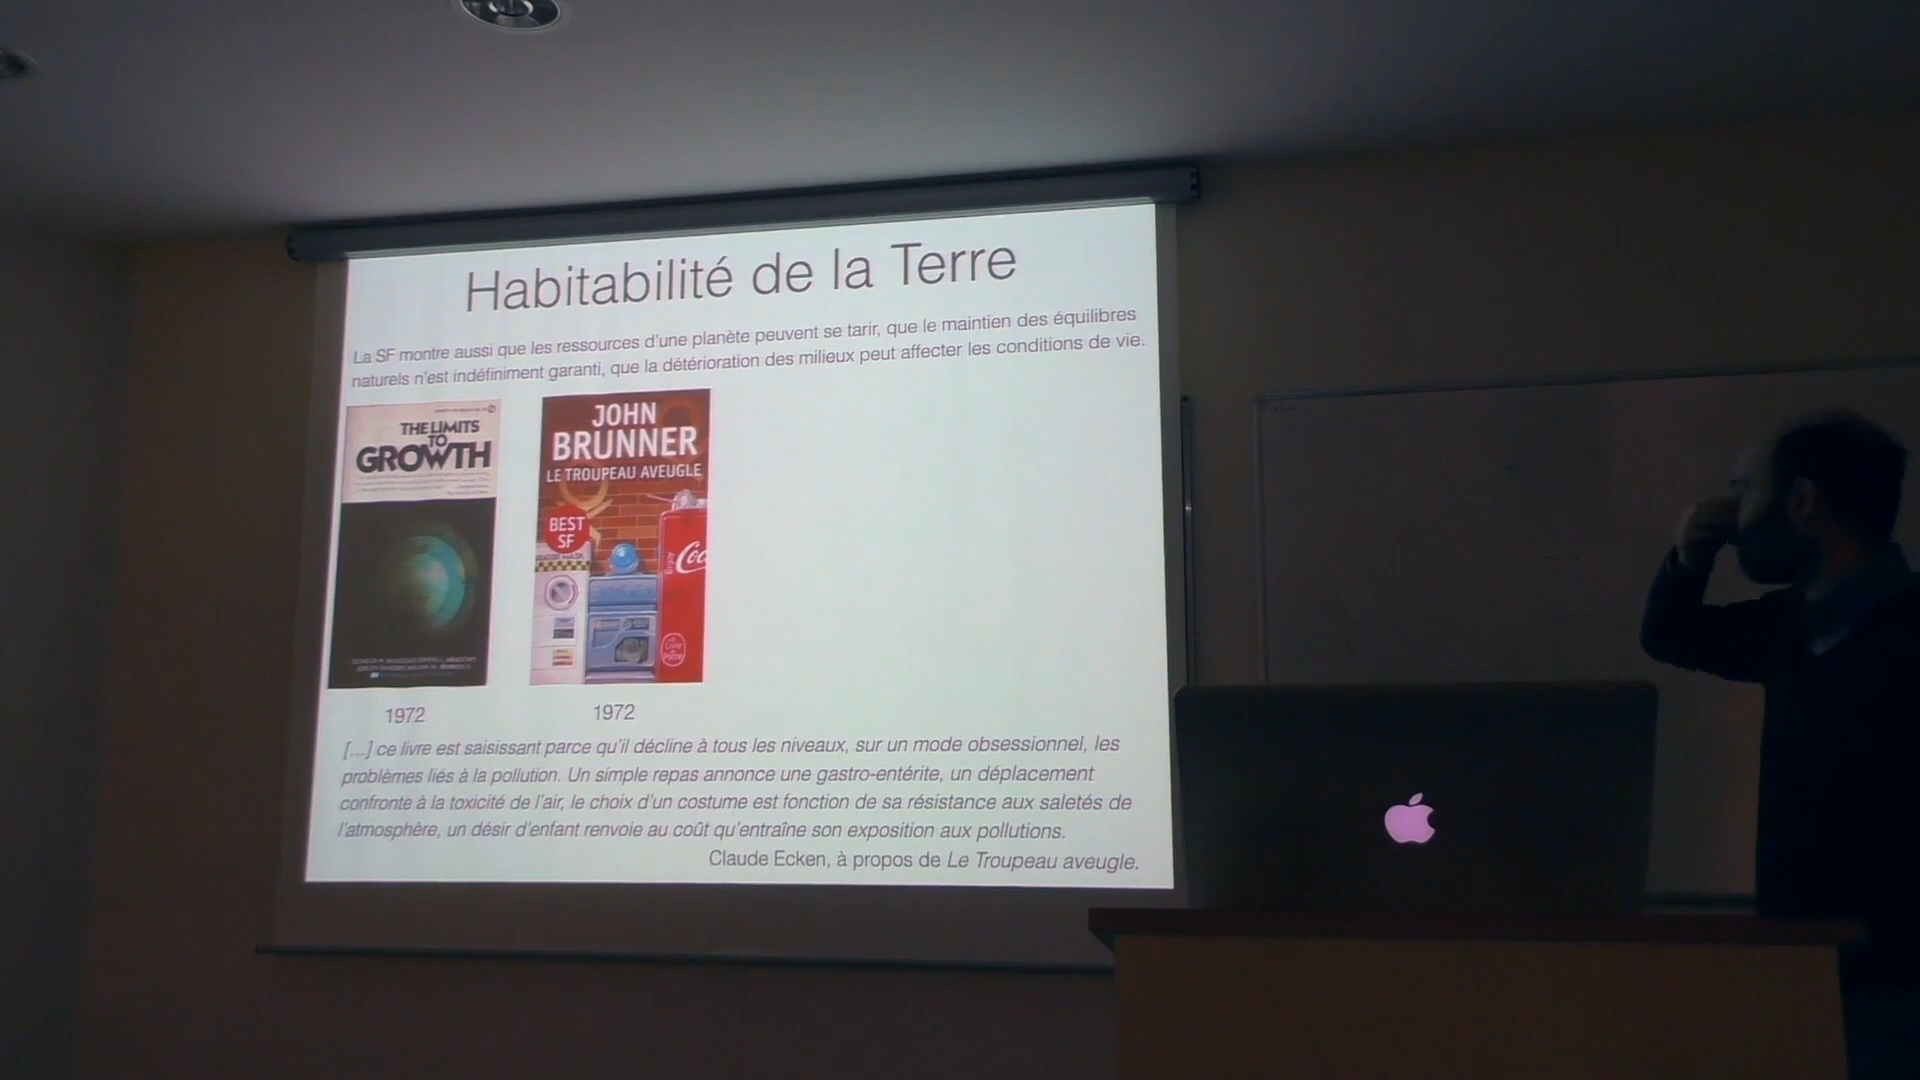 Habitabilité de la Terre
La SF montre aussi que les ressources d'une planète peuvent se tarir, que le maintien des équilibres
naturels n'est indéfiniment garanti, que la détérioration des milieux peut affecter les conditions de vie.
THE LIMITS
TO
GROWTH
JOHN
BRUNNER
LE TROUPEAU AVEUGLE
BEST
SF
Enjoy
Coc
Le
Livre
de
Poche
1972
1972
[...] ce livre est saisissant parce qu'il décline à tous les niveaux, sur un mode obsessionnel, les
problèmes liés à la pollution. Un simple repas annonce une gastro-entérite, un déplacement
confronte à la toxicité de l'air, le choix d'un costume est fonction de sa résistance aux saletés de
l'atmosphère, un désir d'enfant renvoie au coût qu'entraîne son exposition aux pollutions.
Claude Ecken, à propos de Le Troupeau aveugle.